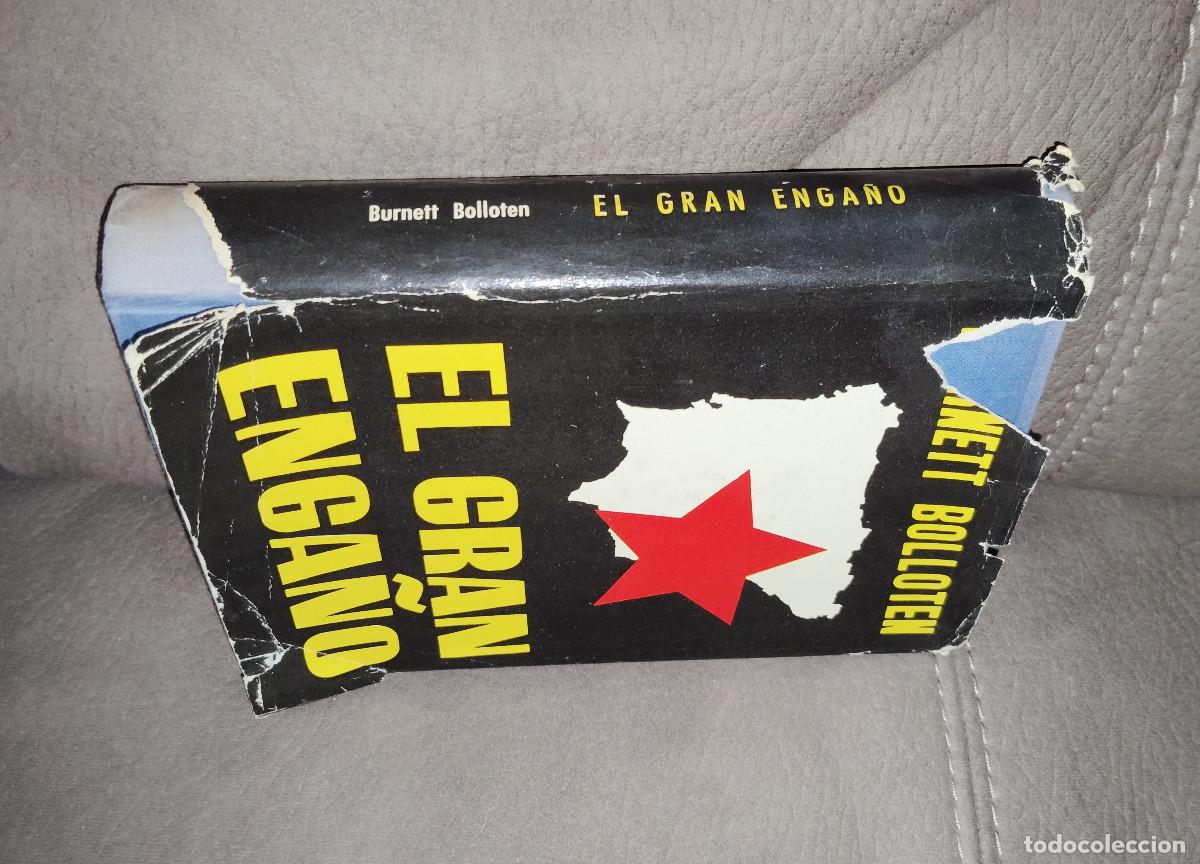 Burnett Bolloten EL GRAN ENGAÑO
BOLLOTEN
EL GRAN
ENGAÑO
todocoleccion